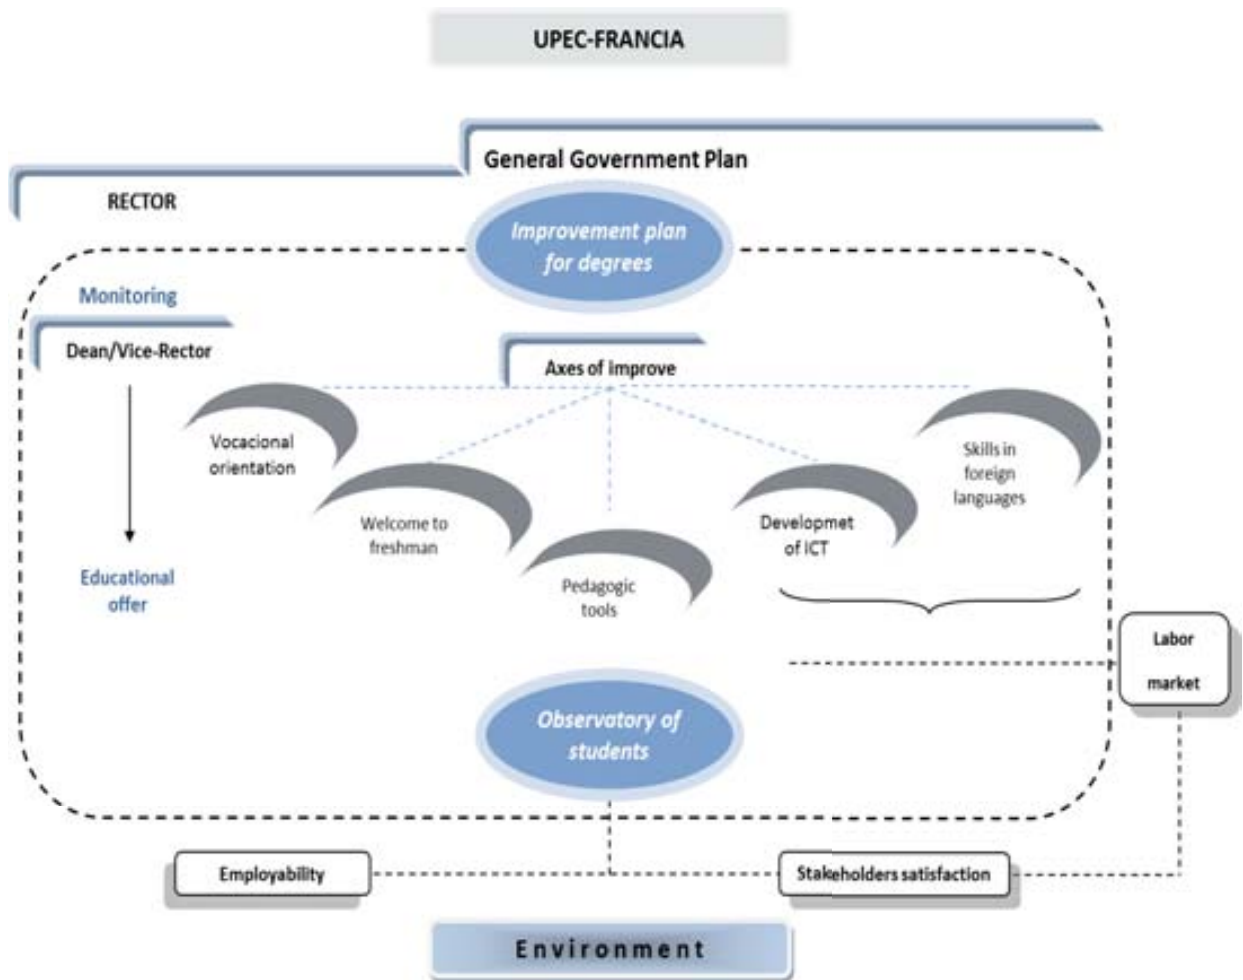 UPEC-FRANCIA
General Government Plan
RECTOR
Improvement plan
for degrees
Monitoring
Dean/Vice-Rector
Axes of improve
Vocacional
orientation
Welcome to
freshman
Pedagogic
tools
Developmet
of ICT
Skills in
foreign
languages
Educational
offer
Labor
market
Observatory of
students
Employability
Stakeholders satisfaction
Environment